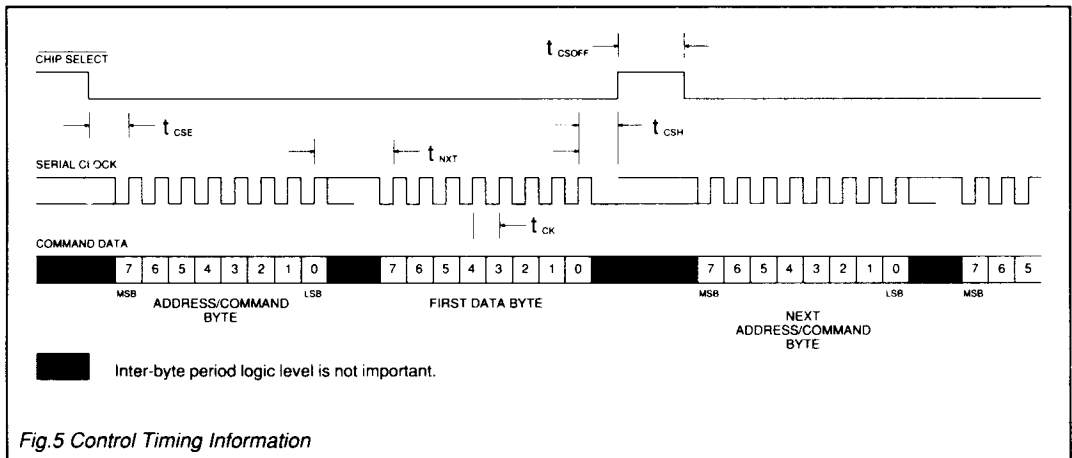 t CSOFF
CHIP SELECT
t CSE
t CSH
SERIAL CLOCK
t NXT
t CK
COMMAND DATA
7 6 5 4 3 2 1 0 7 6 5 4 3 2 1 0 7 6 5 4 3 2 1 0 7 6 5
MSB LSB MSB LSB MSB
ADDRESS/COMMAND BYTE
FIRST DATA BYTE
NEXT ADDRESS/COMMAND BYTE
Inter-byte period logic level is not important.
Fig.5 Control Timing Information